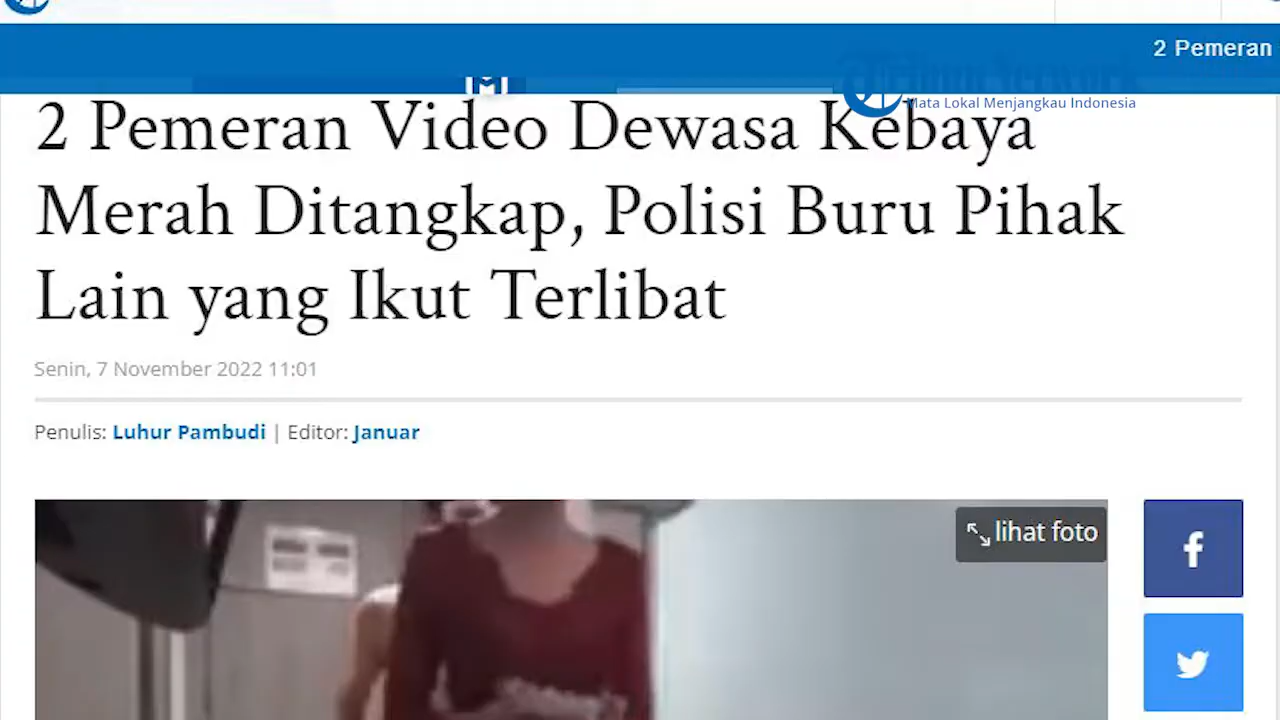 2 Pemeran
Mata Lokal Menjangkau Indonesia
2 Pemeran Video Dewasa Kebaya
Merah Ditangkap, Polisi Buru Pihak
Lain yang Ikut Terlibat
Senin, 7 November 2022 11:01
Penulis: Luhur Pambudi | Editor: Januar
lihat foto